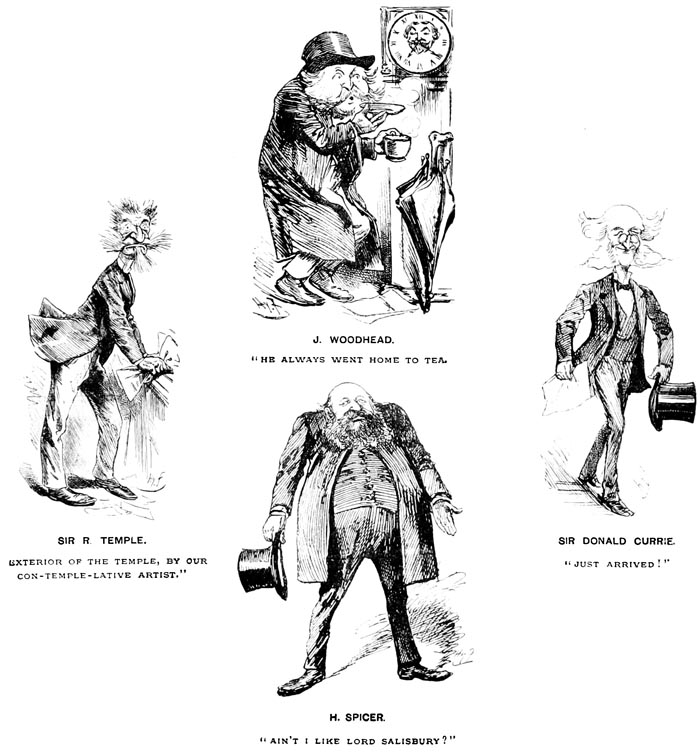 J. WOODHEAD.
"HE ALWAYS WENT HOME TO TEA.
SIR R. TEMPLE.
EXTERIOR OF THE TEMPLE, BY OUR
CON-TEMPLE-LATIVE ARTIST."
SIR DONALD CURRIE.
"JUST ARRIVED!"
H. SPICER.
"AIN'T I LIKE LORD SALISBURY?"